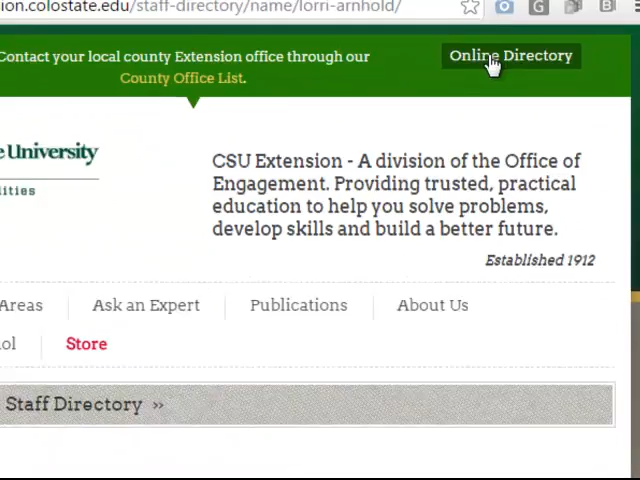 ion.colostate.edu/staff-directory/name/lorri-arnhold/
Contact your local county Extension office through our
County Office List.
Online Directory
University
ities
CSU Extension - A division of the Office of
Engagement. Providing trusted, practical
education to help you solve problems,
develop skills and build a better future.
Established 1912
Areas
Ask an Expert
Publications
About Us
ol
Store
Staff Directory »